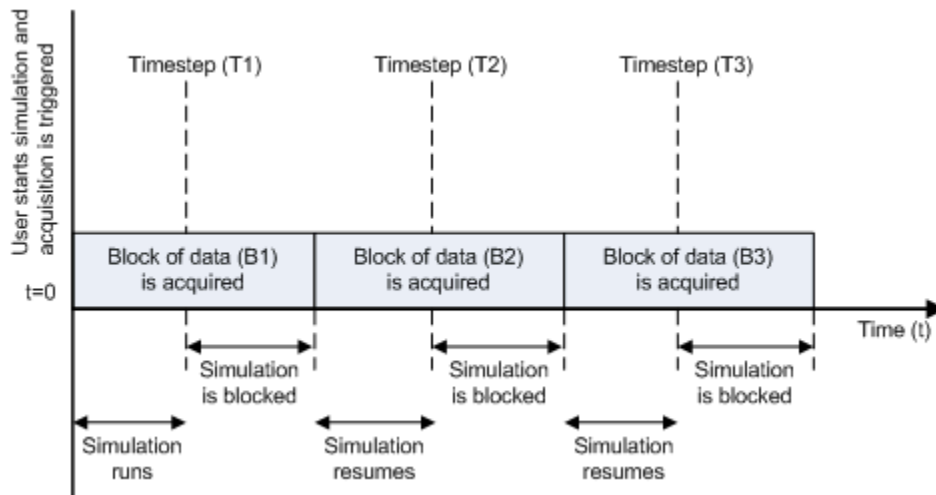 User starts simulation and
acquisition is triggered
Timestep (T1)
Timestep (T2)
Timestep (T3)
Block of data (B1)
is acquired
Block of data (B2)
is acquired
Block of data (B3)
is acquired
t=0
Time (t)
Simulation
is blocked
Simulation
is blocked
Simulation
is blocked
Simulation
runs
Simulation
resumes
Simulation
resumes